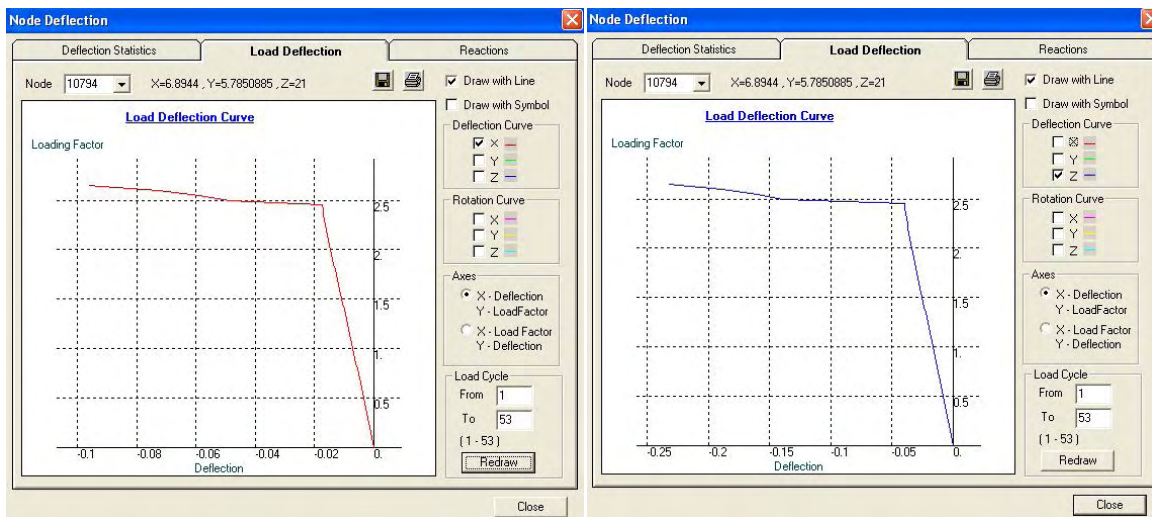 Node Deflection
Deflection Statistics
Load Deflection
Reactions
Node 10794 X=6.8944 , Y=5.7850885 , Z=21
Draw with Line
Draw with Symbol
Load Deflection Curve
Loading Factor
2.5
2.
1.5
1.
0.5
-0.1 -0.08 -0.06 -0.04 -0.02 0.
Deflection
Deflection Curve
X
Y
Z
Rotation Curve
X
Y
Z
Axes
X - Deflection
Y - LoadFactor
X - Load Factor
Y - Deflection
Load Cycle
From 1
To 53
( 1 - 53 )
Redraw
Close
Node Deflection
Deflection Statistics
Load Deflection
Reactions
Node 10794 X=6.8944 , Y=5.7850885 , Z=21
Draw with Line
Draw with Symbol
Load Deflection Curve
Loading Factor
2.5
2.
1.5
1.
0.5
-0.25 -0.2 -0.15 -0.1 -0.05 0.
Deflection
Deflection Curve
X
Y
Z
Rotation Curve
X
Y
Z
Axes
X - Deflection
Y - LoadFactor
X - Load Factor
Y - Deflection
Load Cycle
From 1
To 53
( 1 - 53 )
Redraw
Close